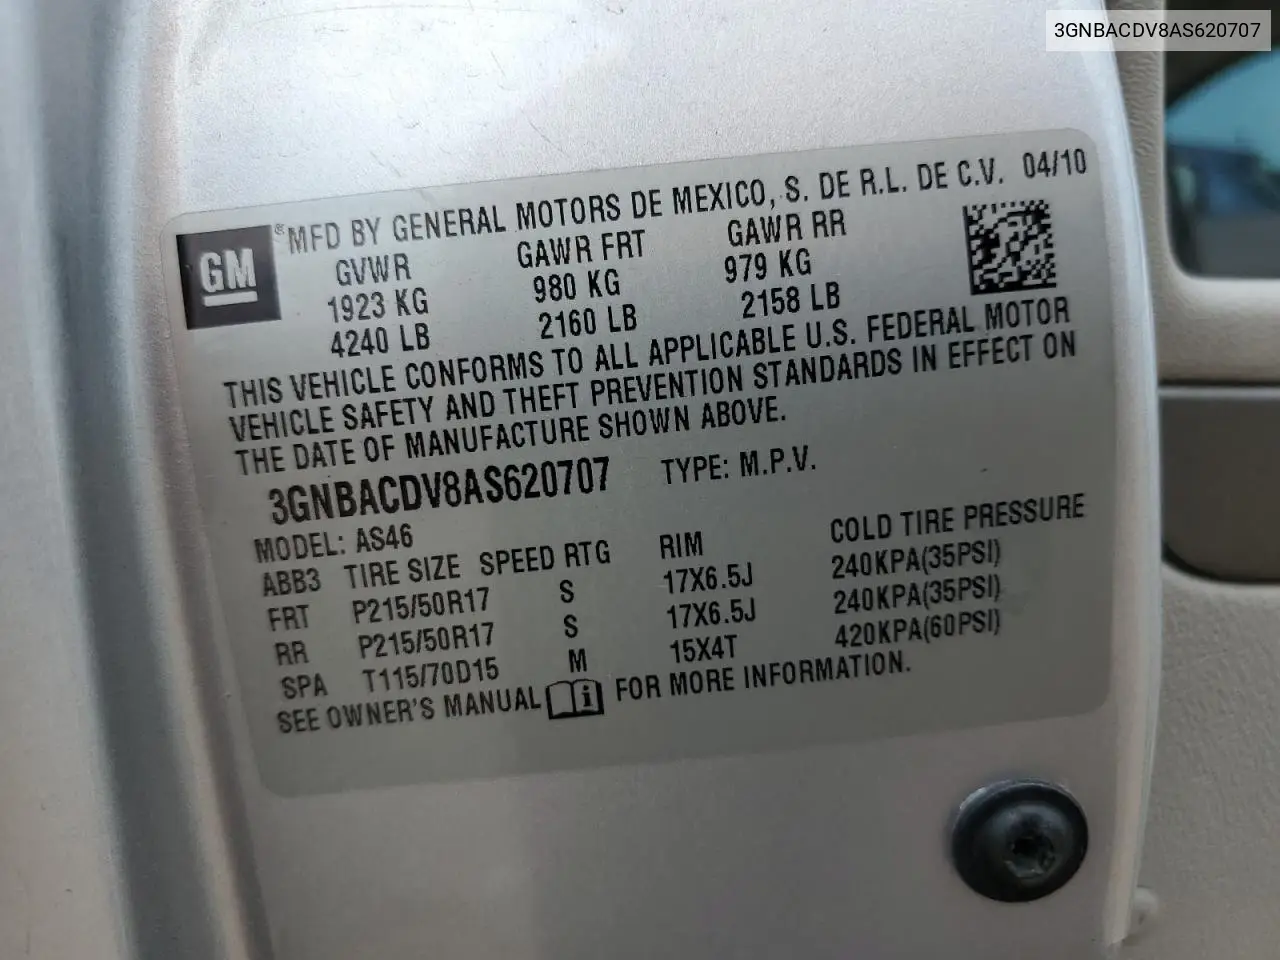 3GNBACDV8AS620707
GM ® MFD BY GENERAL MOTORS DE MEXICO, S. DE R.L. DE C.V. 04/10
GVWR GAWR FRT GAWR RR
1923 KG 980 KG 979 KG
4240 LB 2160 LB 2158 LB
THIS VEHICLE CONFORMS TO ALL APPLICABLE U.S. FEDERAL MOTOR
VEHICLE SAFETY AND THEFT PREVENTION STANDARDS IN EFFECT ON
THE DATE OF MANUFACTURE SHOWN ABOVE.
3GNBACDV8AS620707 TYPE: M.P.V.
MODEL: AS46
ABB3 TIRE SIZE SPEED RTG RIM COLD TIRE PRESSURE
FRT P215/50R17 S 17X6.5J 240KPA(35PSI)
RR P215/50R17 S 17X6.5J 240KPA(35PSI)
SPA T115/70D15 M 15X4T 420KPA(60PSI)
SEE OWNER'S MANUAL i FOR MORE INFORMATION.